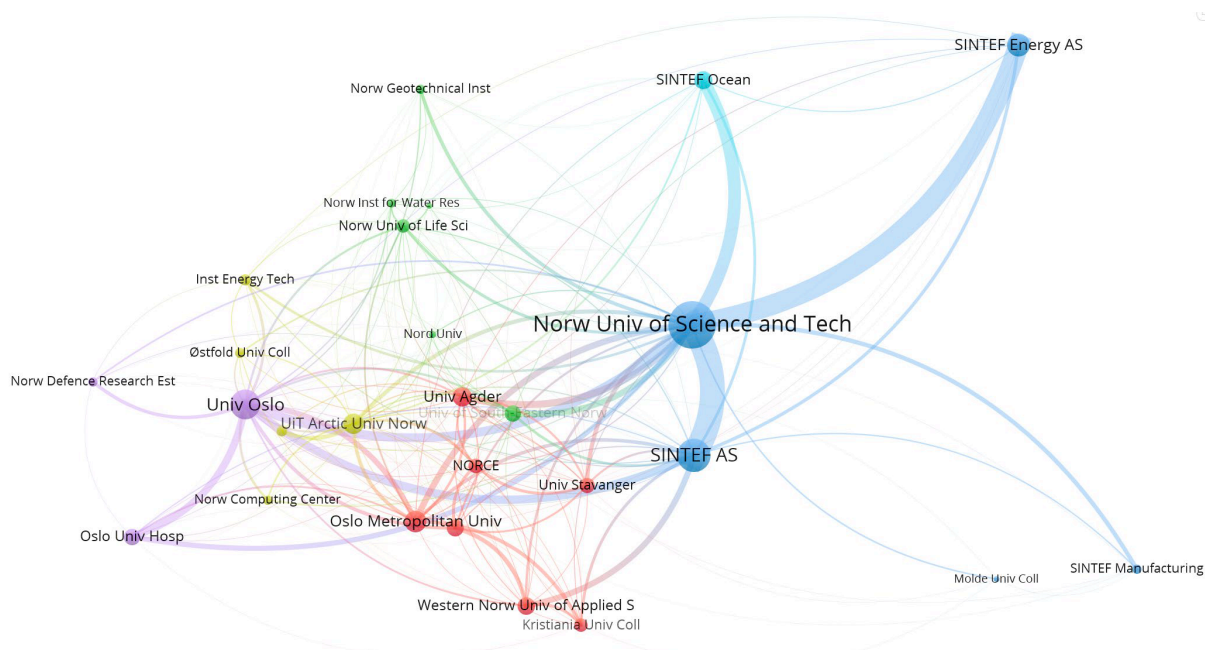 SINTEF Energy AS
SINTEF Ocean
Norw Geotechnical Inst
Norw Inst for Water Res
Norw Univ of Life Sci
Inst Energy Tech
Norw Univ of Science and Tech
Nord Univ
Østfold Univ Coll
Norw Defence Research Est
Univ Agder
Univ Oslo
Univ of South-Eastern Norw
UiT Arctic Univ Norw
SINTEF AS
NORCE
Univ Stavanger
Norw Computing Center
Oslo Metropolitan Univ
Oslo Univ Hosp
SINTEF Manufacturing
Molde Univ Coll
Western Norw Univ of Applied S
Kristiania Univ Coll